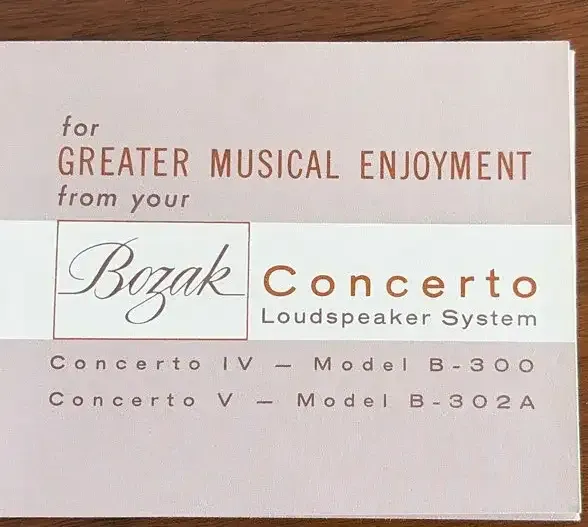 for
GREATER MUSICAL ENJOYMENT
from your
Bozak Concerto
Loudspeaker System
Concerto IV — Model B-300
Concerto V — Model B-302A